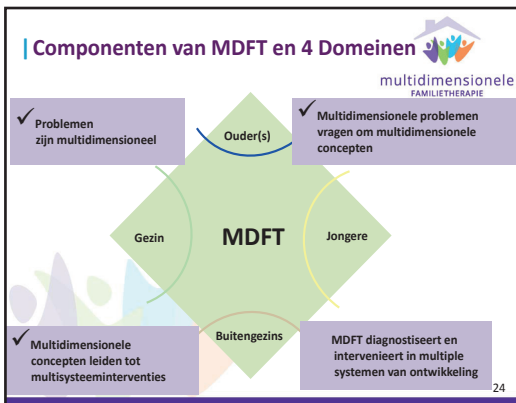 | Componenten van MDFT en 4 Domeinen
multidimensionele
FAMILIETHERAPIE
✓ Problemen
zijn multidimensioneel
Ouder(s)
✓ Multidimensionele problemen
vragen om multidimensionele
concepten
Gezin
MDFT
Jongere
Buitengezins
✓ Multidimensionele
concepten leiden tot
multisysteeminterventies
MDFT diagnostiseert en
intervenieert in multiple
systemen van ontwikkeling
24